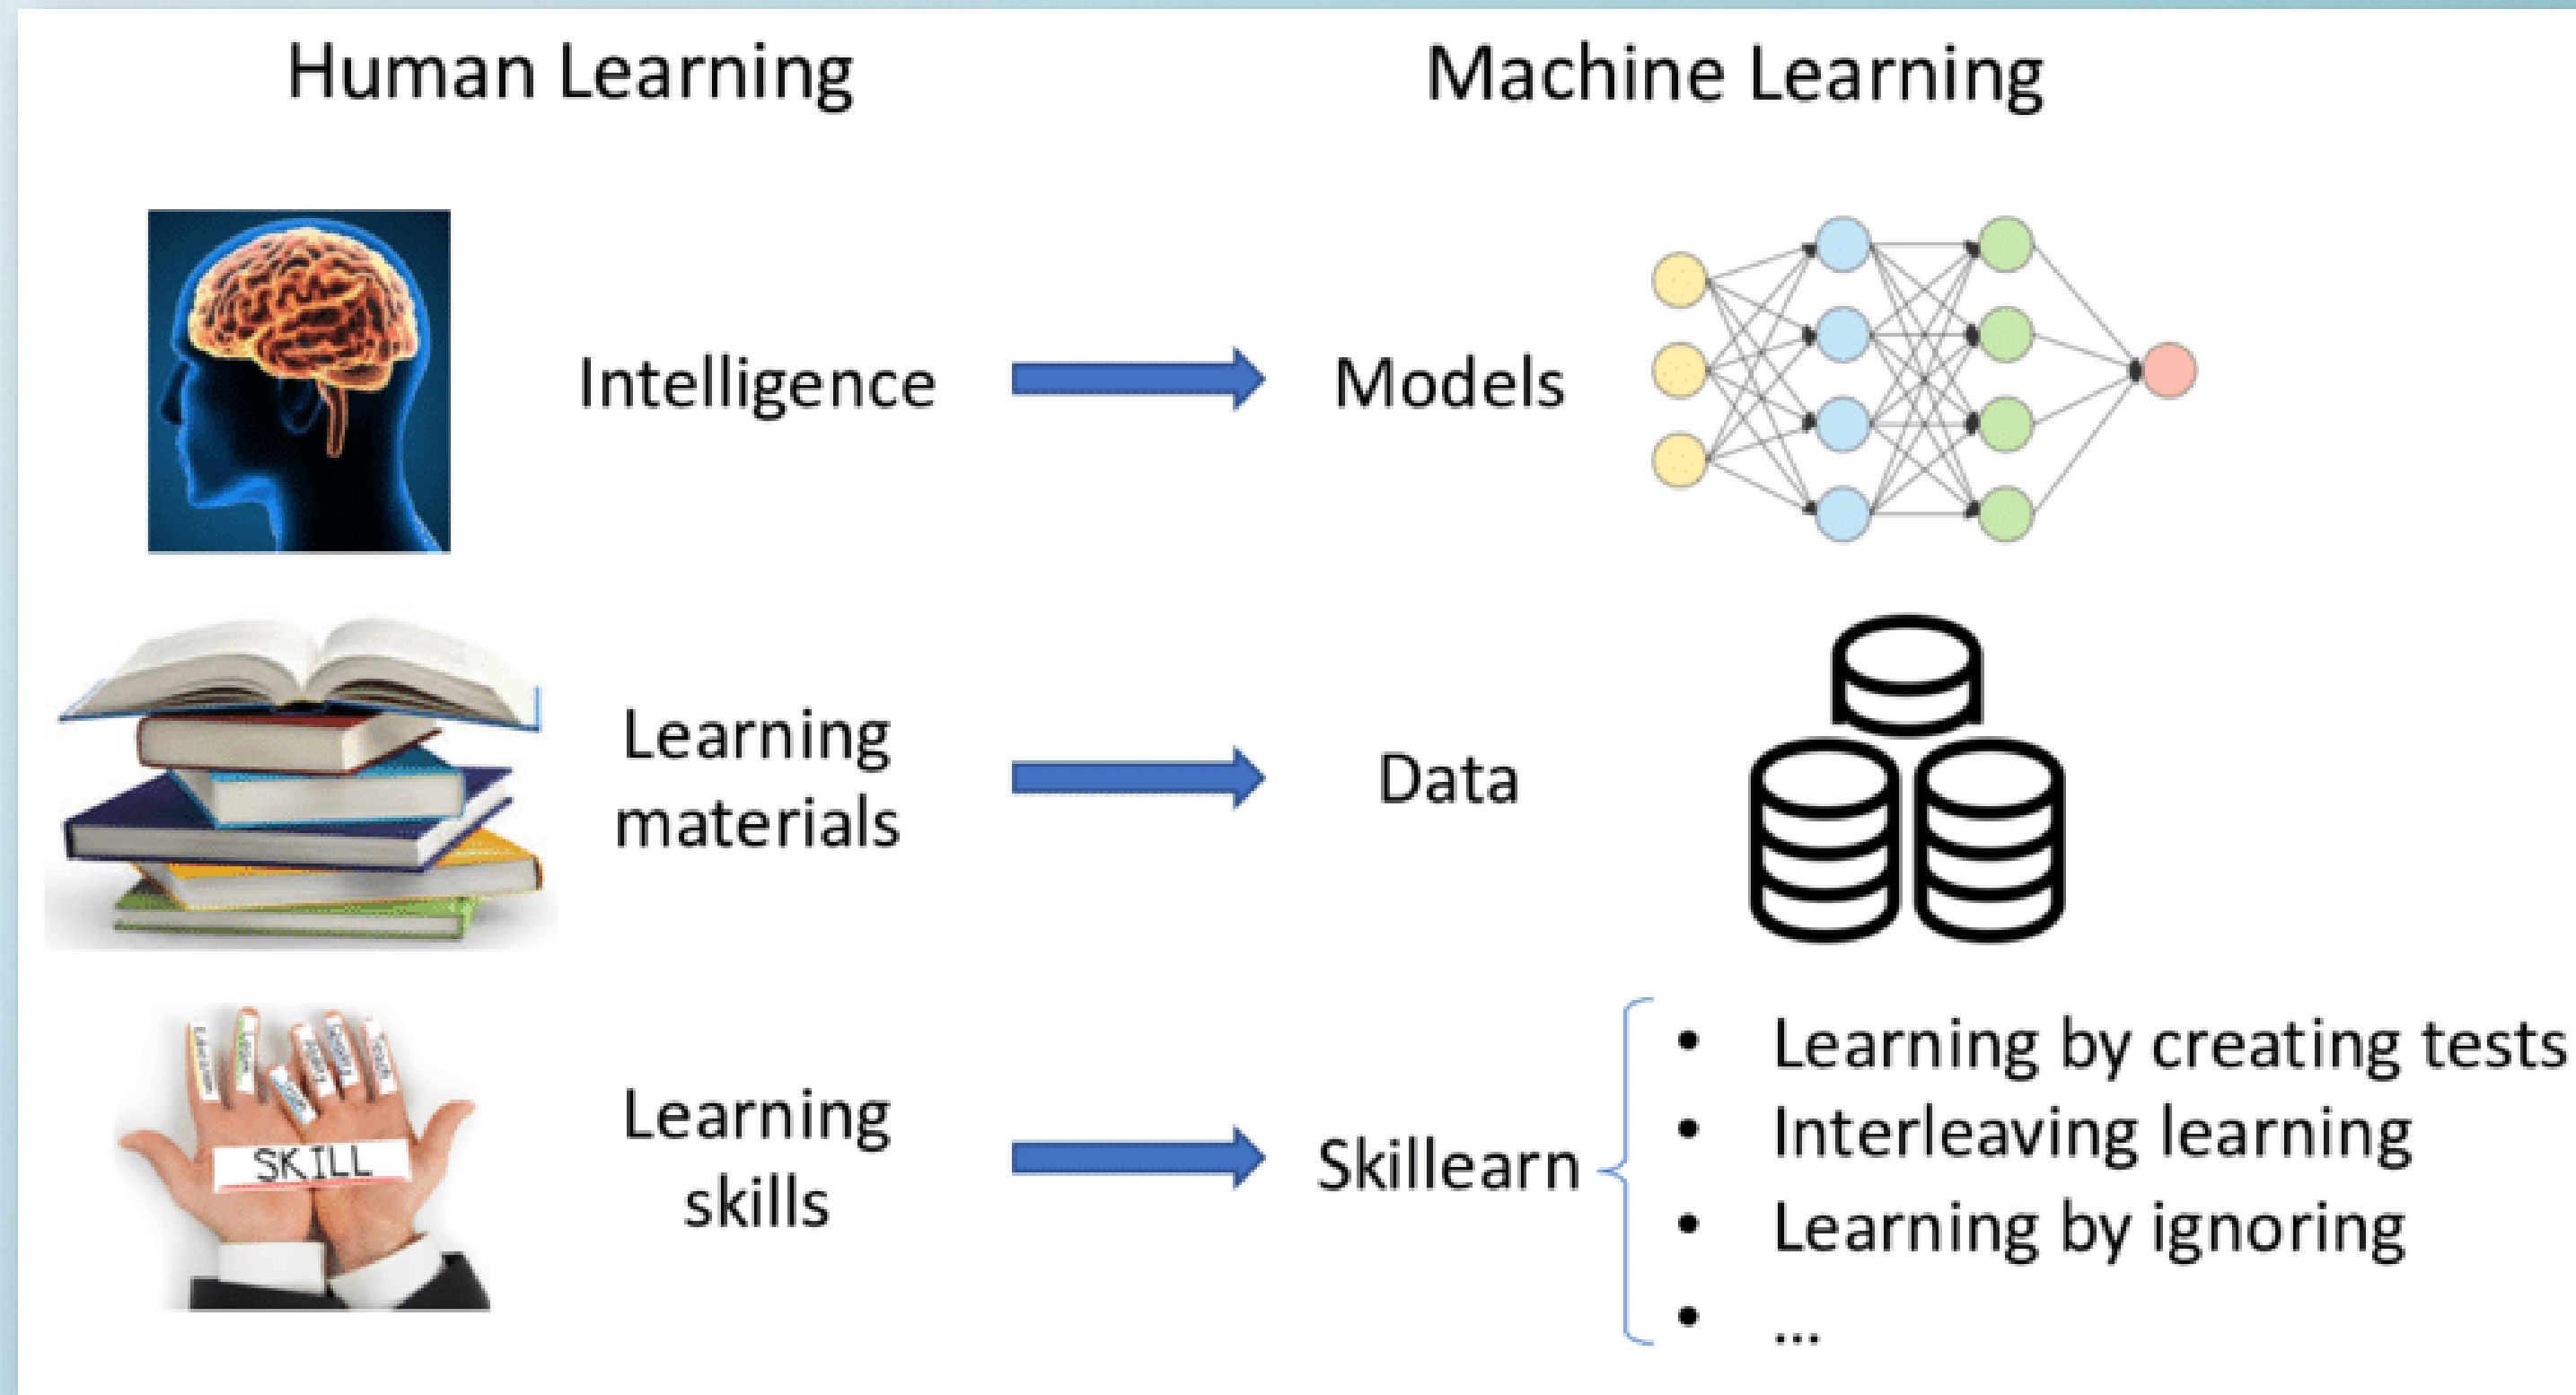 Human Learning
Machine Learning
Intelligence
Models
Learning
materials
Data
SKILL
Learning
skills
Skillearn
• Learning by creating tests
• Interleaving learning
• Learning by ignoring
• ...